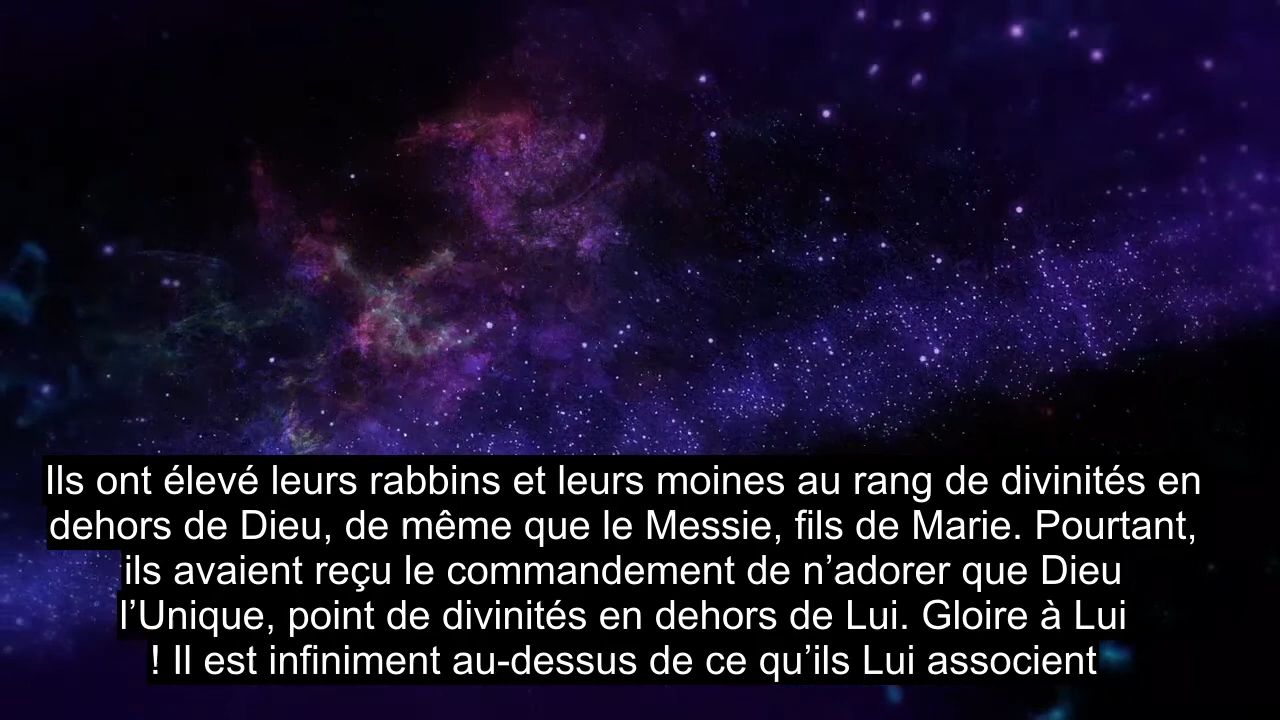 Ils ont élevé leurs rabbins et leurs moines au rang de divinités en
dehors de Dieu, de même que le Messie, fils de Marie. Pourtant,
ils avaient reçu le commandement de n’adorer que Dieu
l’Unique, point de divinités en dehors de Lui. Gloire à Lui
! Il est infiniment au-dessus de ce qu’ils Lui associent